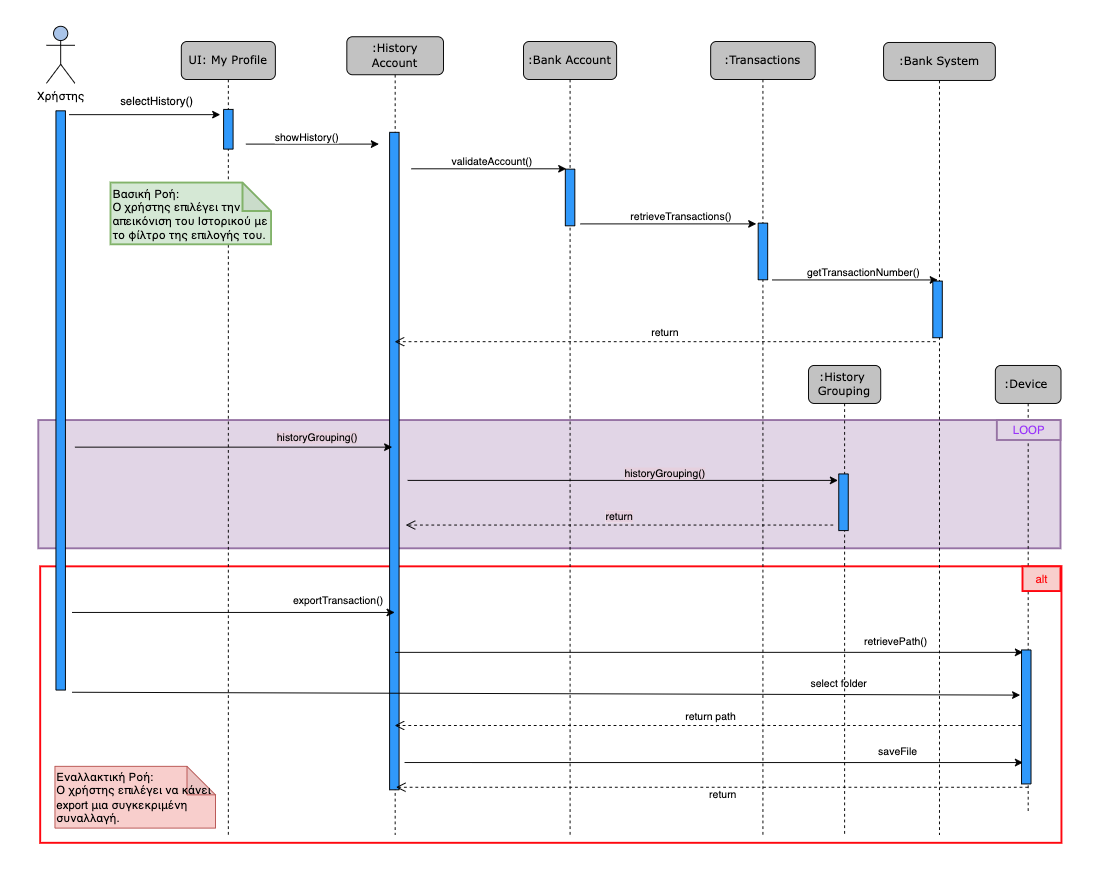 :History
Account
UI: My Profile
:Bank Account
:Transactions
:Bank System
Χρήστης
selectHistory()
showHistory()
validateAccount()
Βασική Ροή:
Ο χρήστης επιλέγει την
απεικόνιση του Ιστορικού με
το φίλτρο της επιλογής του.
retrieveTransactions()
getTransactionNumber()
return
:History
Grouping
:Device
LOOP
historyGrouping()
historyGrouping()
return
alt
exportTransaction()
retrievePath()
select folder
return path
saveFile
Εναλλακτική Ροή:
Ο χρήστης επιλέγει να κάνει
export μια συγκεκριμένη
συναλλαγή.
return